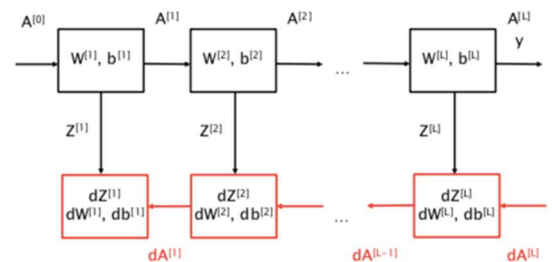 A[0]
A[1]
A[2]
A[L]
y
W[1], b[1]
W[2], b[2]
...
W[L], b[L]
Z[1]
Z[2]
Z[L]
dZ[1]
dW[1], db[1]
dZ[2]
dW[2], db[2]
...
dZ[L]
dW[L], db[L]
dA[1]
dA[L-1]
dA[L]